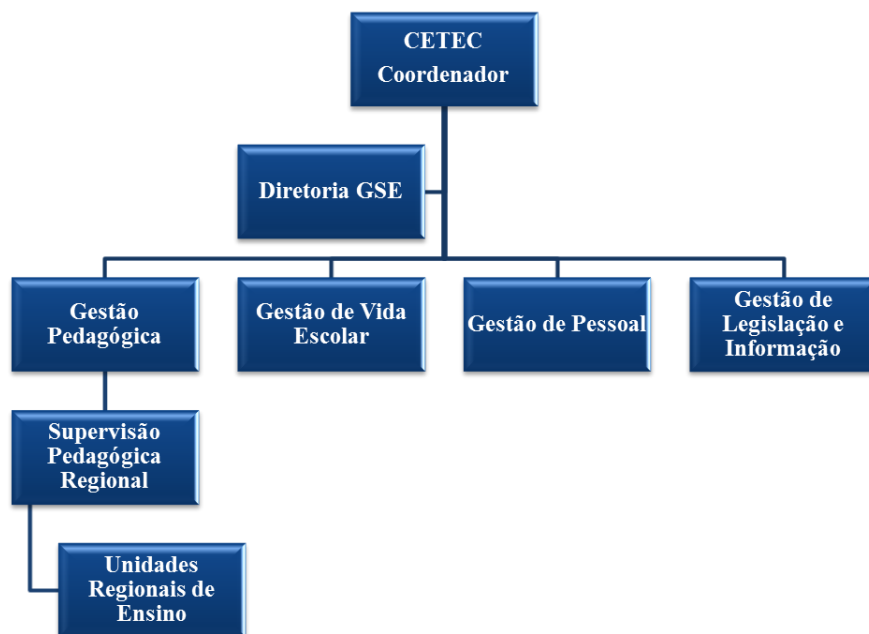 CETEC
Coordenador
Diretoria GSE
Gestão
Pedagógica
Gestão de Vida
Escolar
Gestão de Pessoal
Gestão de
Legislação e
Informação
Supervisão
Pedagógica
Regional
Unidades
Regionais de
Ensino